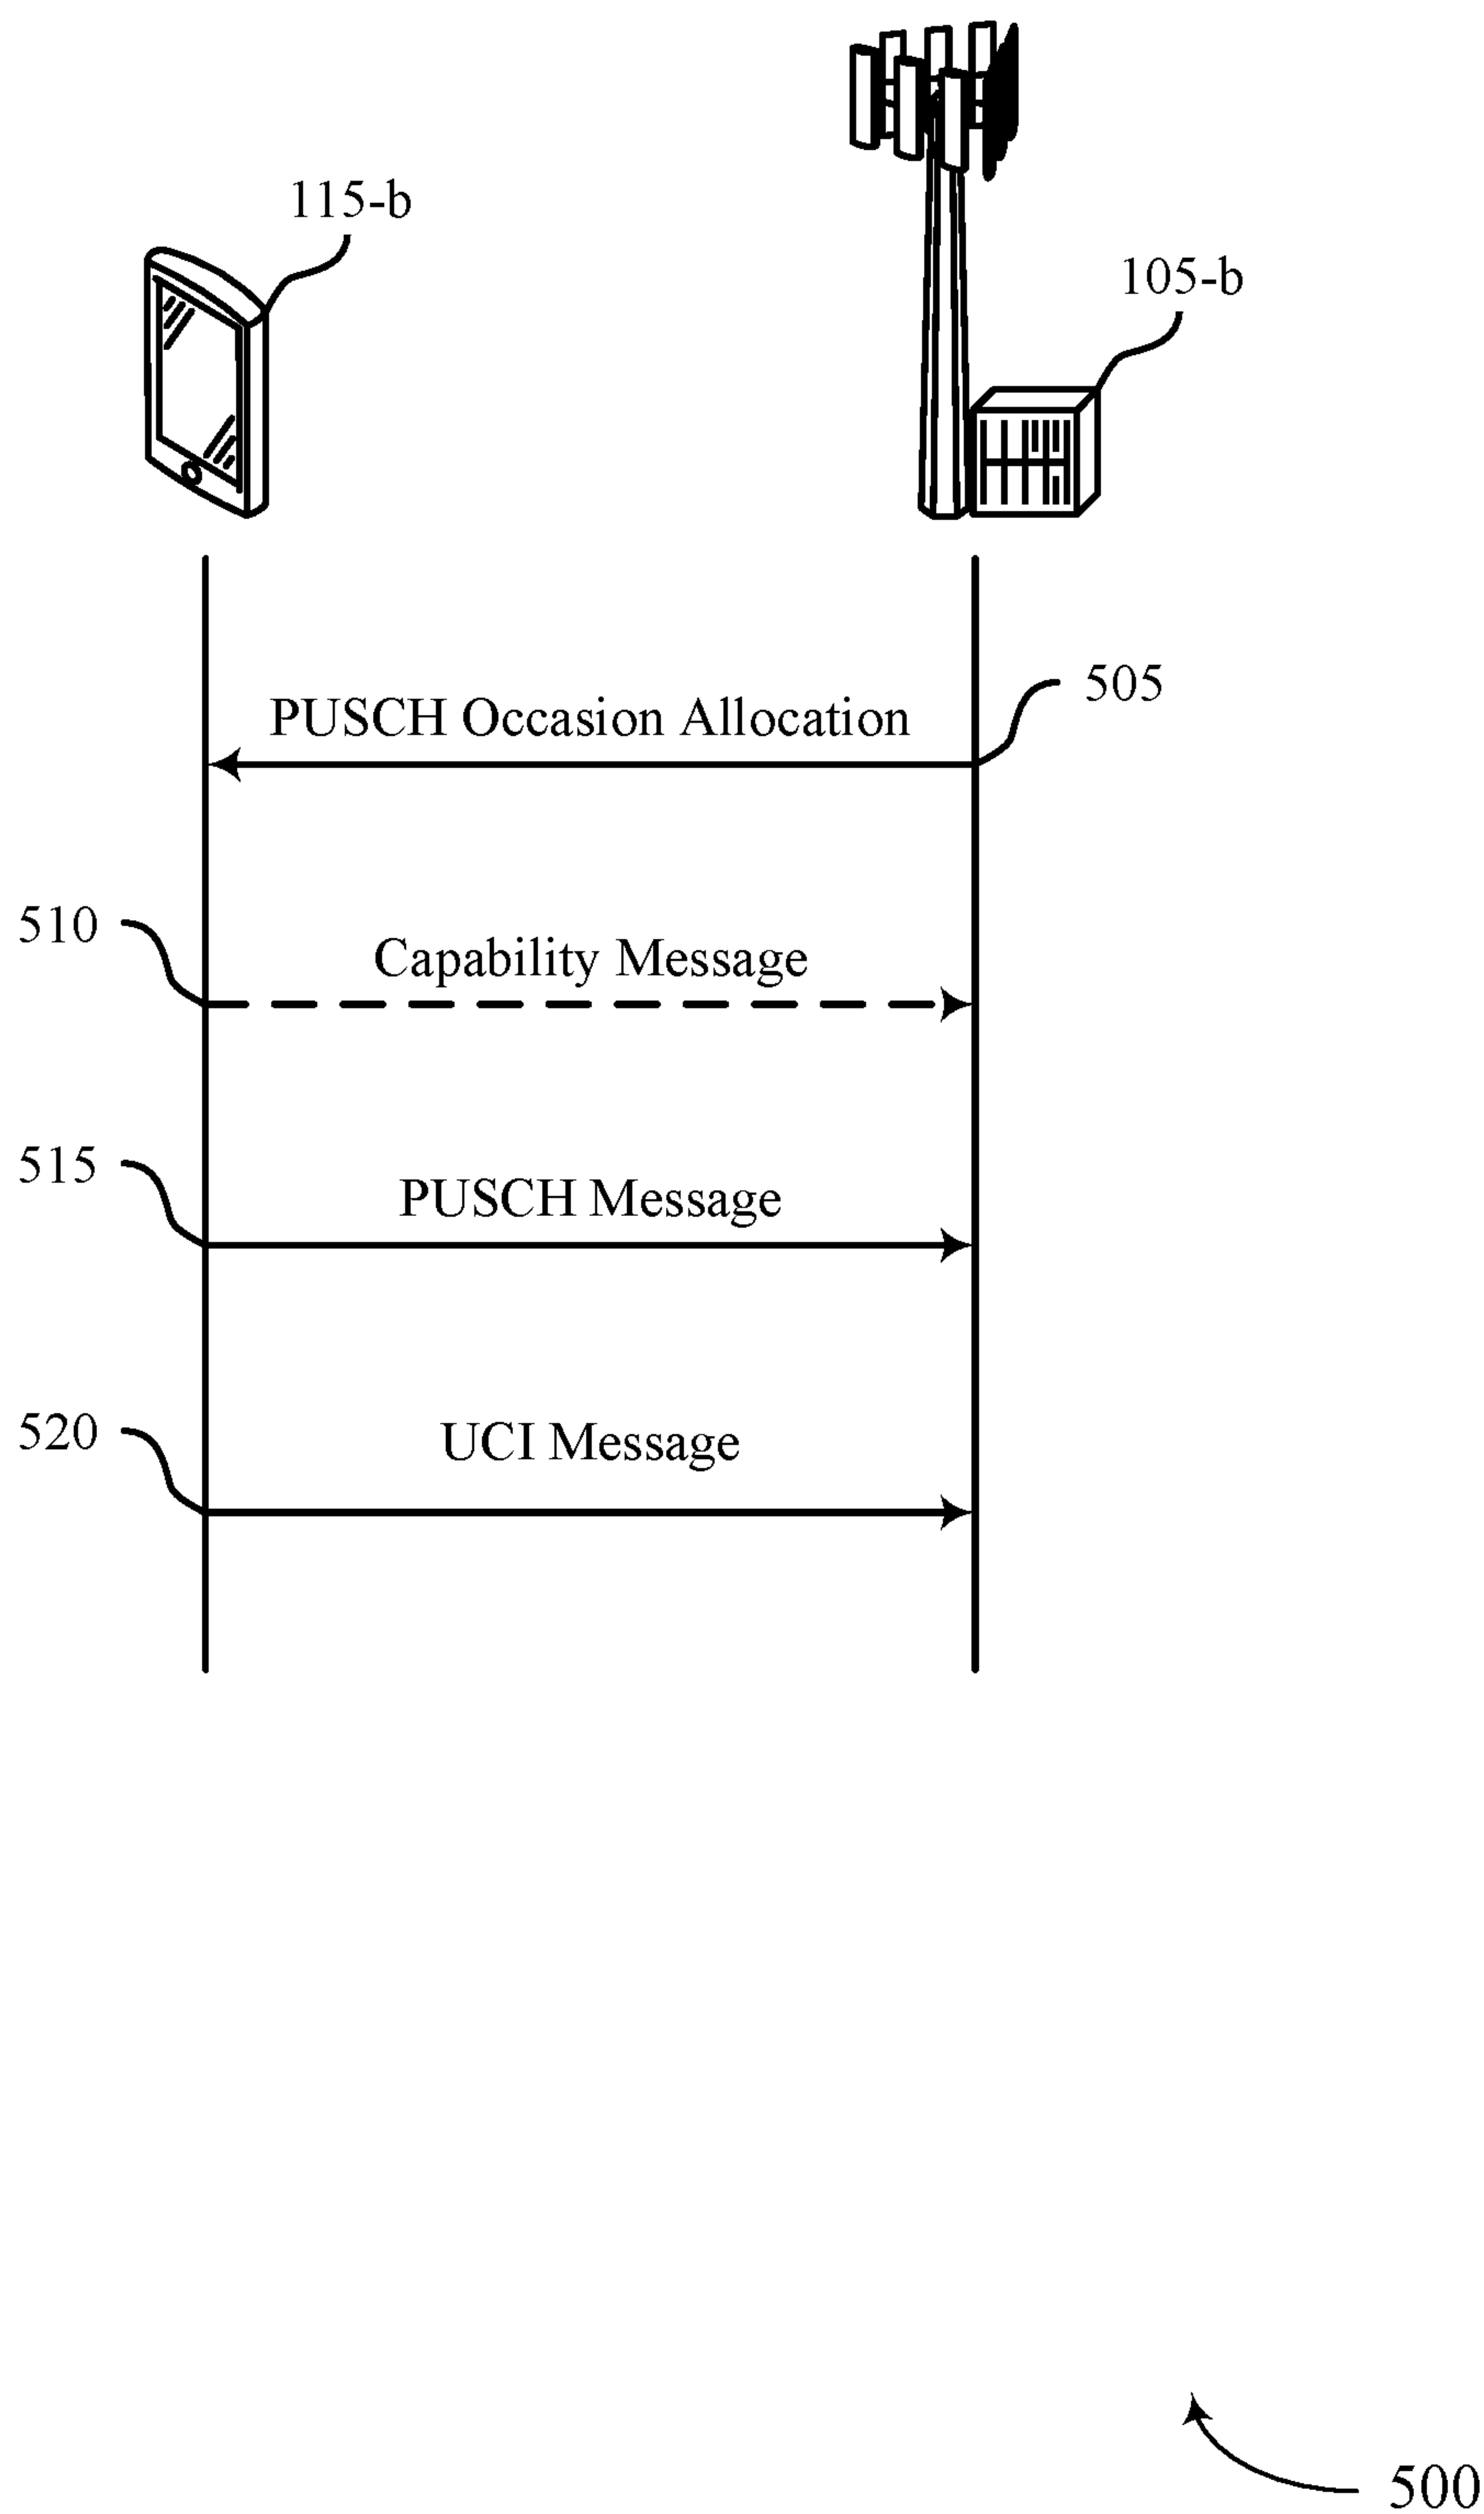 115-b
105-b
505
PUSCH Occasion Allocation
510
Capability Message
515
PUSCH Message
520
UCI Message
500